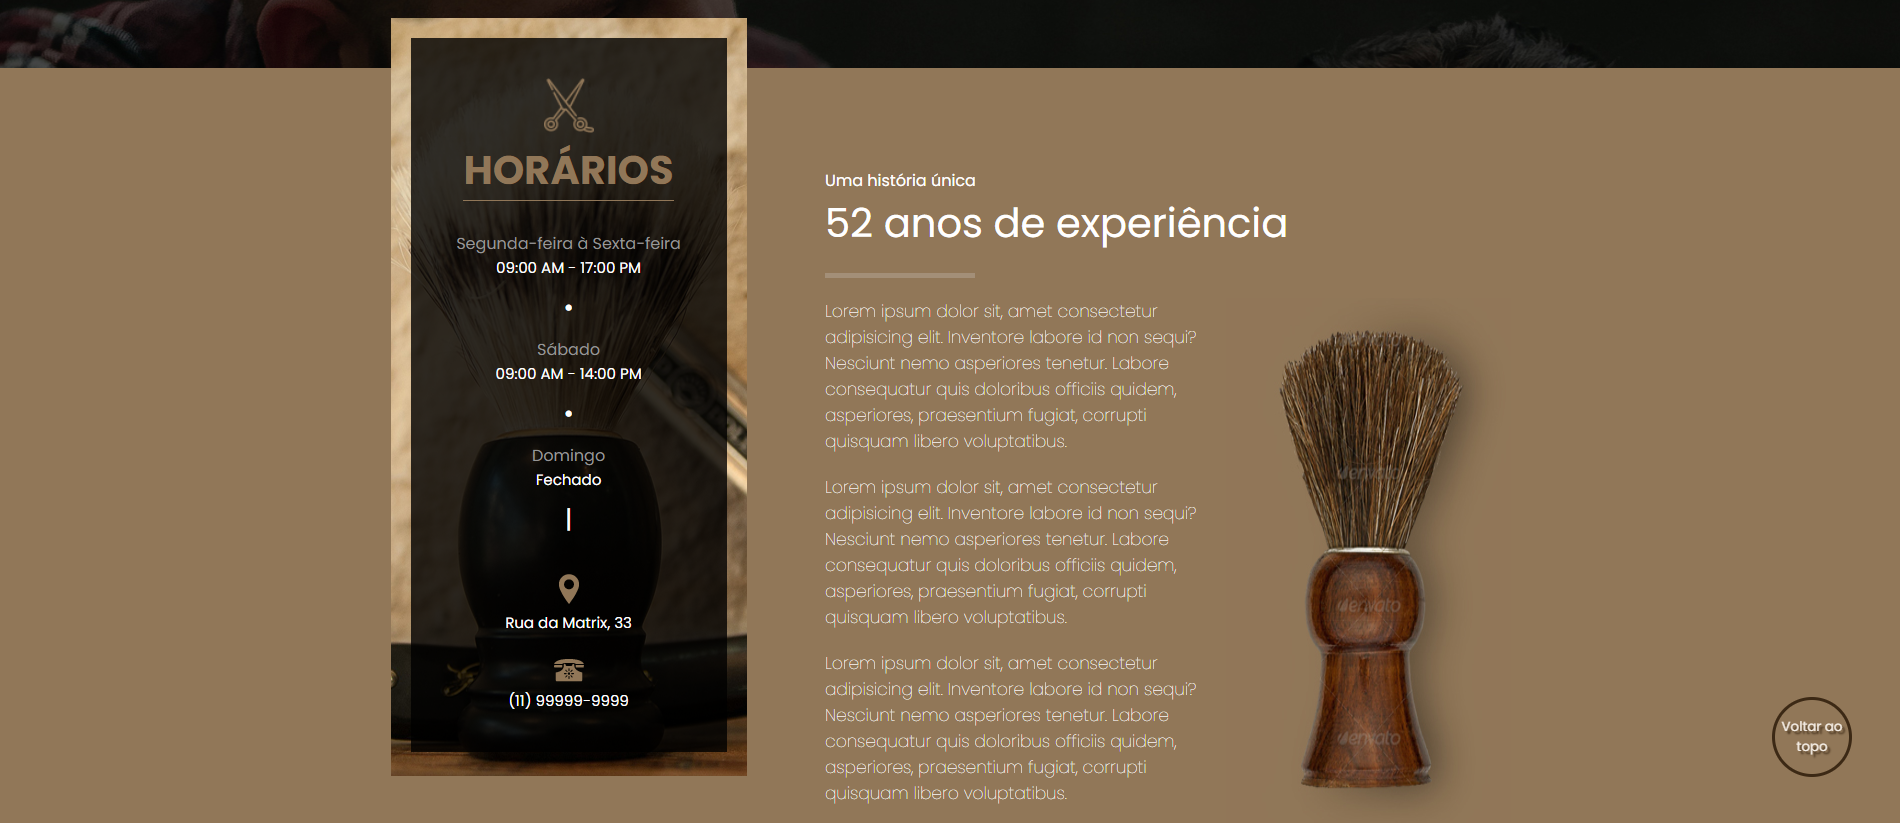 HORÁRIOS
Segunda-feira à Sexta-feira
09:00 AM - 17:00 PM
Sábado
09:00 AM - 14:00 PM
Domingo
Fechado
Rua da Matrix, 33
(11) 99999-9999
Uma história única
52 anos de experiência
Lorem ipsum dolor sit, amet consectetur
adipisicing elit. Inventore labore id non sequi?
Nesciunt nemo asperiores tenetur. Labore
consequatur quis doloribus officiis quidem,
asperiores, praesentium fugiat, corrupti
quisquam libero voluptatibus.
Lorem ipsum dolor sit, amet consectetur
adipisicing elit. Inventore labore id non sequi?
Nesciunt nemo asperiores tenetur. Labore
consequatur quis doloribus officiis quidem,
asperiores, praesentium fugiat, corrupti
quisquam libero voluptatibus.
Lorem ipsum dolor sit, amet consectetur
adipisicing elit. Inventore labore id non sequi?
Nesciunt nemo asperiores tenetur. Labore
consequatur quis doloribus officiis quidem,
asperiores, praesentium fugiat, corrupti
quisquam libero voluptatibus.
envato
envato
envato
Voltar ao
topo